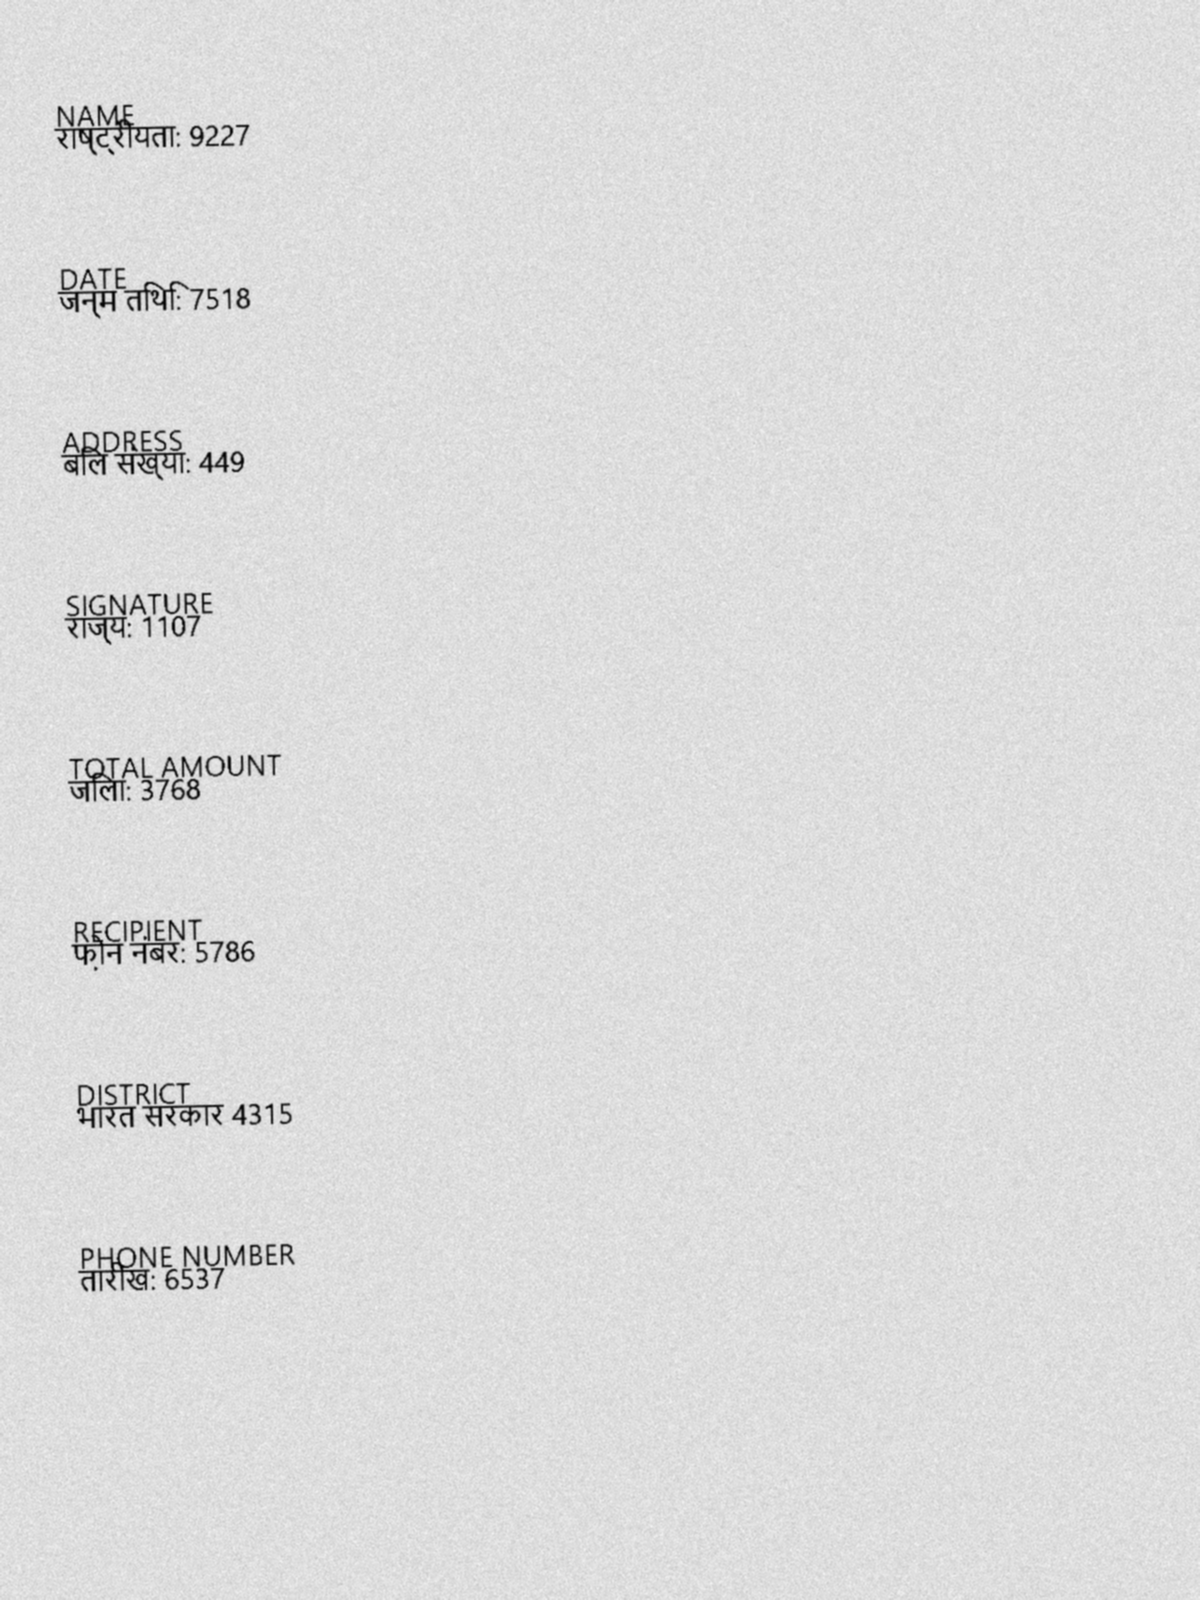 NAME
राष्ट्रीयता: 9227
DATE
जन्म तिथि: 7518
ADDRESS
बिल संख्या: 449
SIGNATURE
राज्य: 1107
TOTAL AMOUNT
जिला: 3768
RECIPIENT
फ़ोन नंबर: 5786
DISTRICT
भारत सरकार 4315
PHONE NUMBER
तारीख: 6537